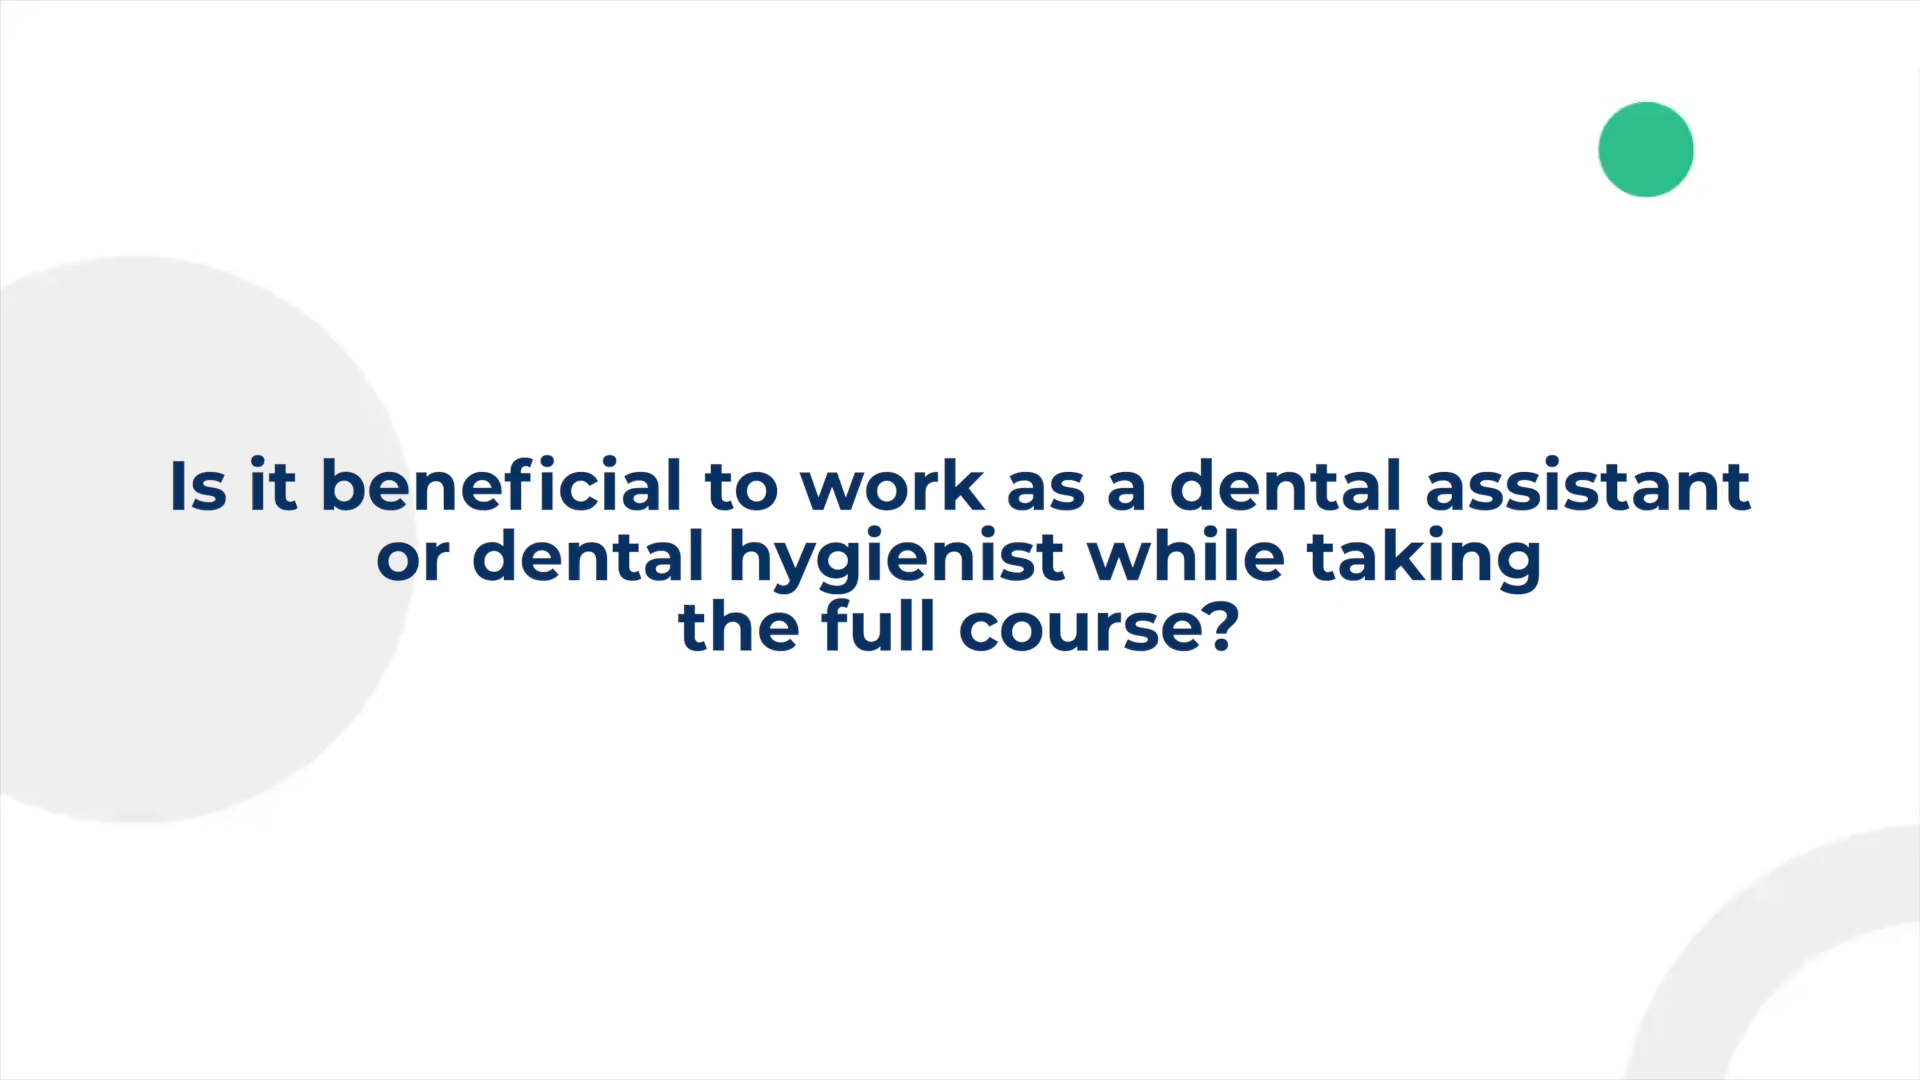 Is it beneficial to work as a dental assistant
or dental hygienist while taking
the full course?